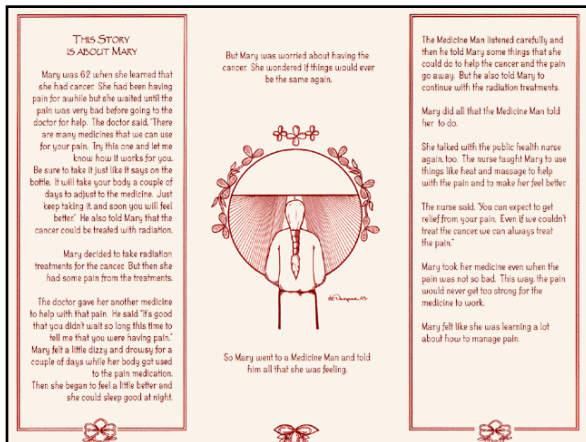 THIS STORY
IS ABOUT MARY
Mary was 62 when she learned that
she had cancer. She had been having
pain for awhile but she waited until the
pain was very bad before going to the
doctor for help. The doctor said, "There
are many medicines that we can use
for your pain. Try this one and let me
know how it works for you.
Be sure to take it just like it says on the
bottle. It will take your body a couple of
days to adjust to the medicine. Just
keep taking it, and soon you will feel
better." He also told Mary that the
cancer could be treated with radiation.
Mary decided to take radiation
treatments for the cancer. But then she
had some pain from the treatments.
The doctor gave her another medicine
to help with that pain. He said "It's good
that you didn't wait so long this time to
tell me that you were having pain."
Mary felt a little dizzy and drowsy for a
couple of days while her body got used
to the pain medication.
Then she began to feel a little better and
she could sleep good at night.
But Mary was worried about having the
cancer. She wondered if things would ever
be the same again.
So Mary went to a Medicine Man and told
him all that she was feeling.
The Medicine Man listened carefully and
then he told Mary some things that she
could do to help the cancer and the pain
go away. But he also told Mary to
continue with the radiation treatments.
Mary did all that the Medicine Man told
her to do.
She talked with the public health nurse
again, too. The nurse taught Mary to use
things like heat and massage to help
with the pain and to make her feel better.
The nurse said, "You can expect to get
relief from your pain. Even if we couldn't
treat the cancer, we can always treat
the pain."
Mary took her medicine even when the
pain was not so bad. This way, the pain
would never get too strong for the
medicine to work.
Mary felt like she was learning a lot
about how to manage pain.